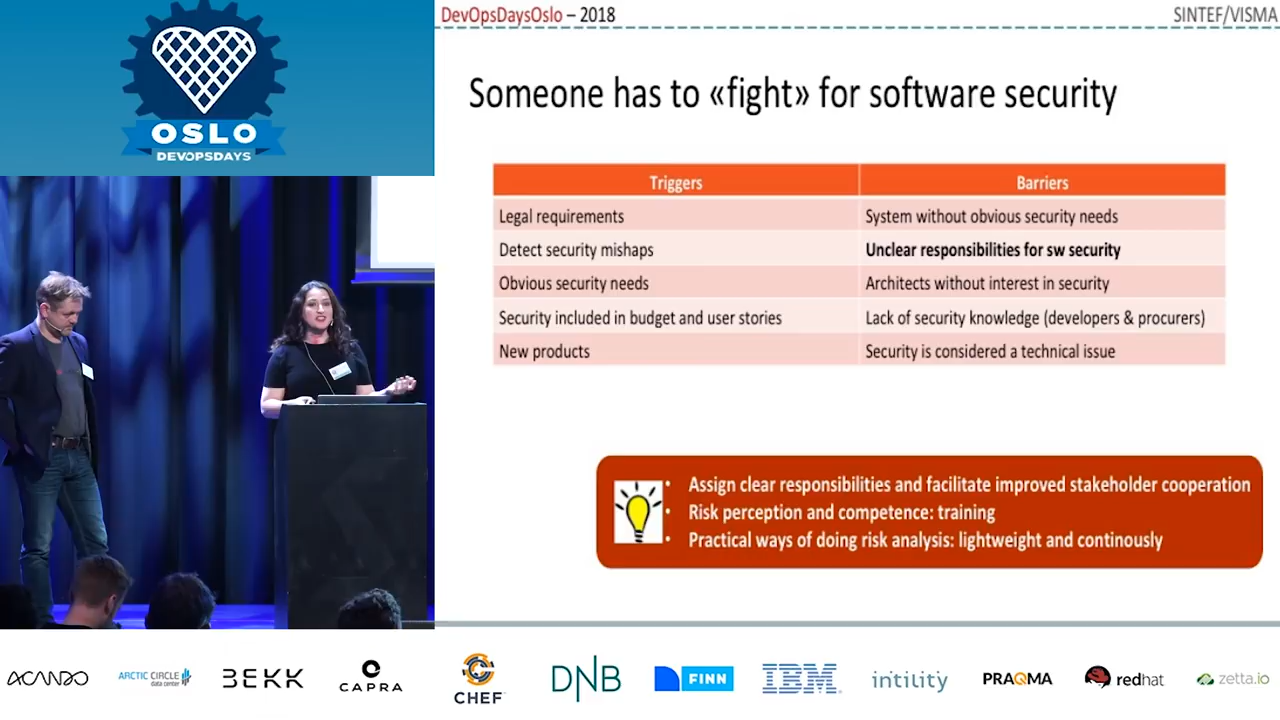 OSLO
DEVOPSDAYS
DevOpsDaysOslo – 2018
SINTEF/VISMA
Someone has to «fight» for software security
Triggers
Barriers
Legal requirements
System without obvious security needs
Detect security mishaps
Unclear responsibilities for sw security
Obvious security needs
Architects without interest in security
Security included in budget and user stories
Lack of security knowledge (developers & procurers)
New products
Security is considered a technical issue
• Assign clear responsibilities and facilitate improved stakeholder cooperation
• Risk perception and competence: training
• Practical ways of doing risk analysis: lightweight and continously
ACANDO
ARCTIC CIRCLE
data center
BEKK
CAPRA
CHEF
DNB
FINN
IBM
intility
PRAQMA
redhat
zetta.io